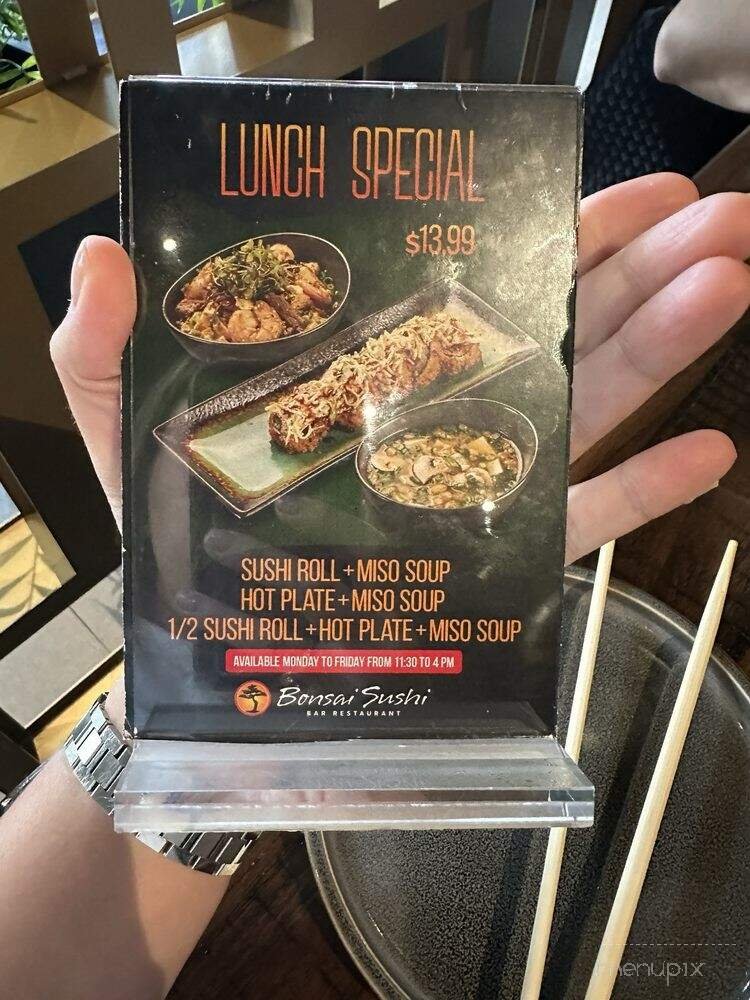 LUNCH SPECIAL
$13.99
SUSHI ROLL + MISO SOUP
HOT PLATE + MISO SOUP
1/2 SUSHI ROLL + HOT PLATE + MISO SOUP
AVAILABLE MONDAY TO FRIDAY FROM 11:30 TO 4 PM
Bonsai Sushi
BAR RESTAURANT
menupix